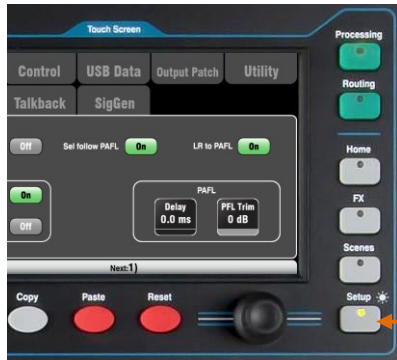 Touch Screen
Processing
Control USB Data Output Patch Utility
Routing
Talkback SigGen
Off Sel follow PAFL On LR to PAFL On
Home
On
PAFL
FX
Delay PFL Trim
0.0 ms 0 dB
Off
Scenes
Next:1)
Copy Paste Reset
Setup